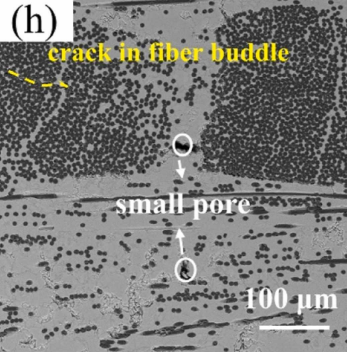 (h)
crack in fiber buddle
small pore
100 μm